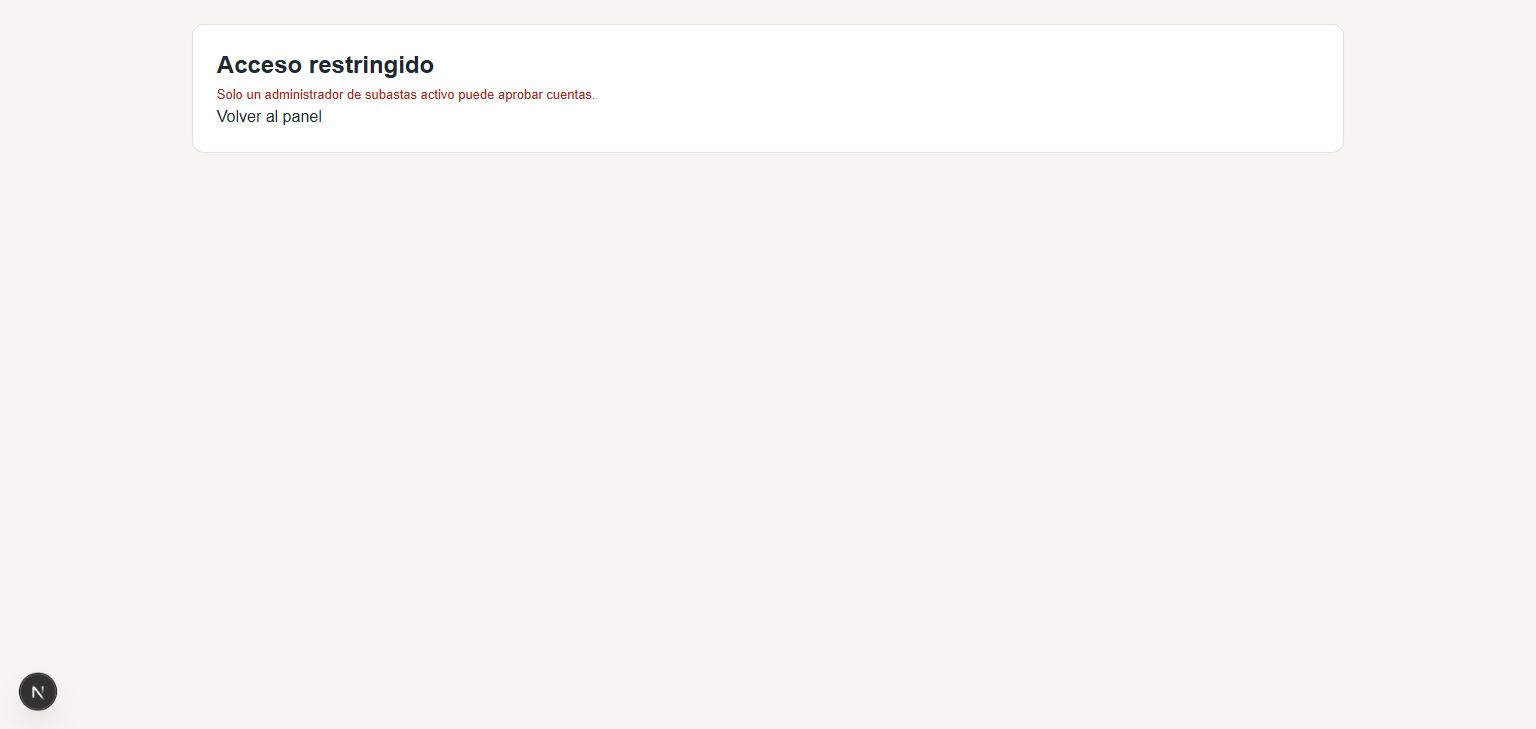 Acceso restringido
Solo un administrador de subastas activo puede aprobar cuentas.
Volver al panel
N